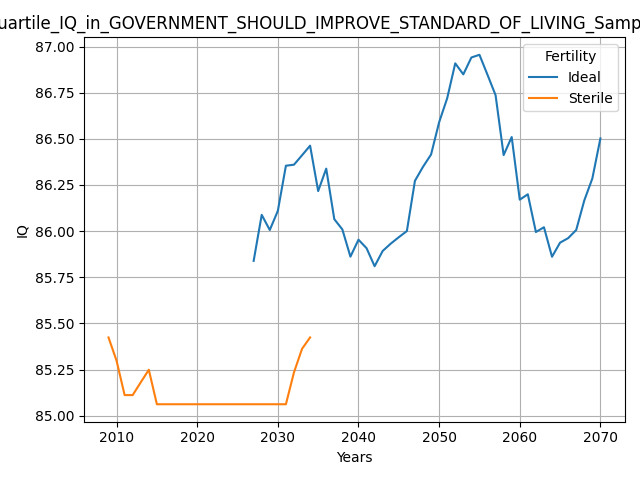 uartile_IQ_in_GOVERNMENT_SHOULD_IMPROVE_STANDARD_OF_LIVING_Samp
87.00
86.75
86.50
86.25
86.00
85.75
85.50
85.25
85.00
IQ
Fertility
Ideal
Sterile
2010 2020 2030 2040 2050 2060 2070
Years